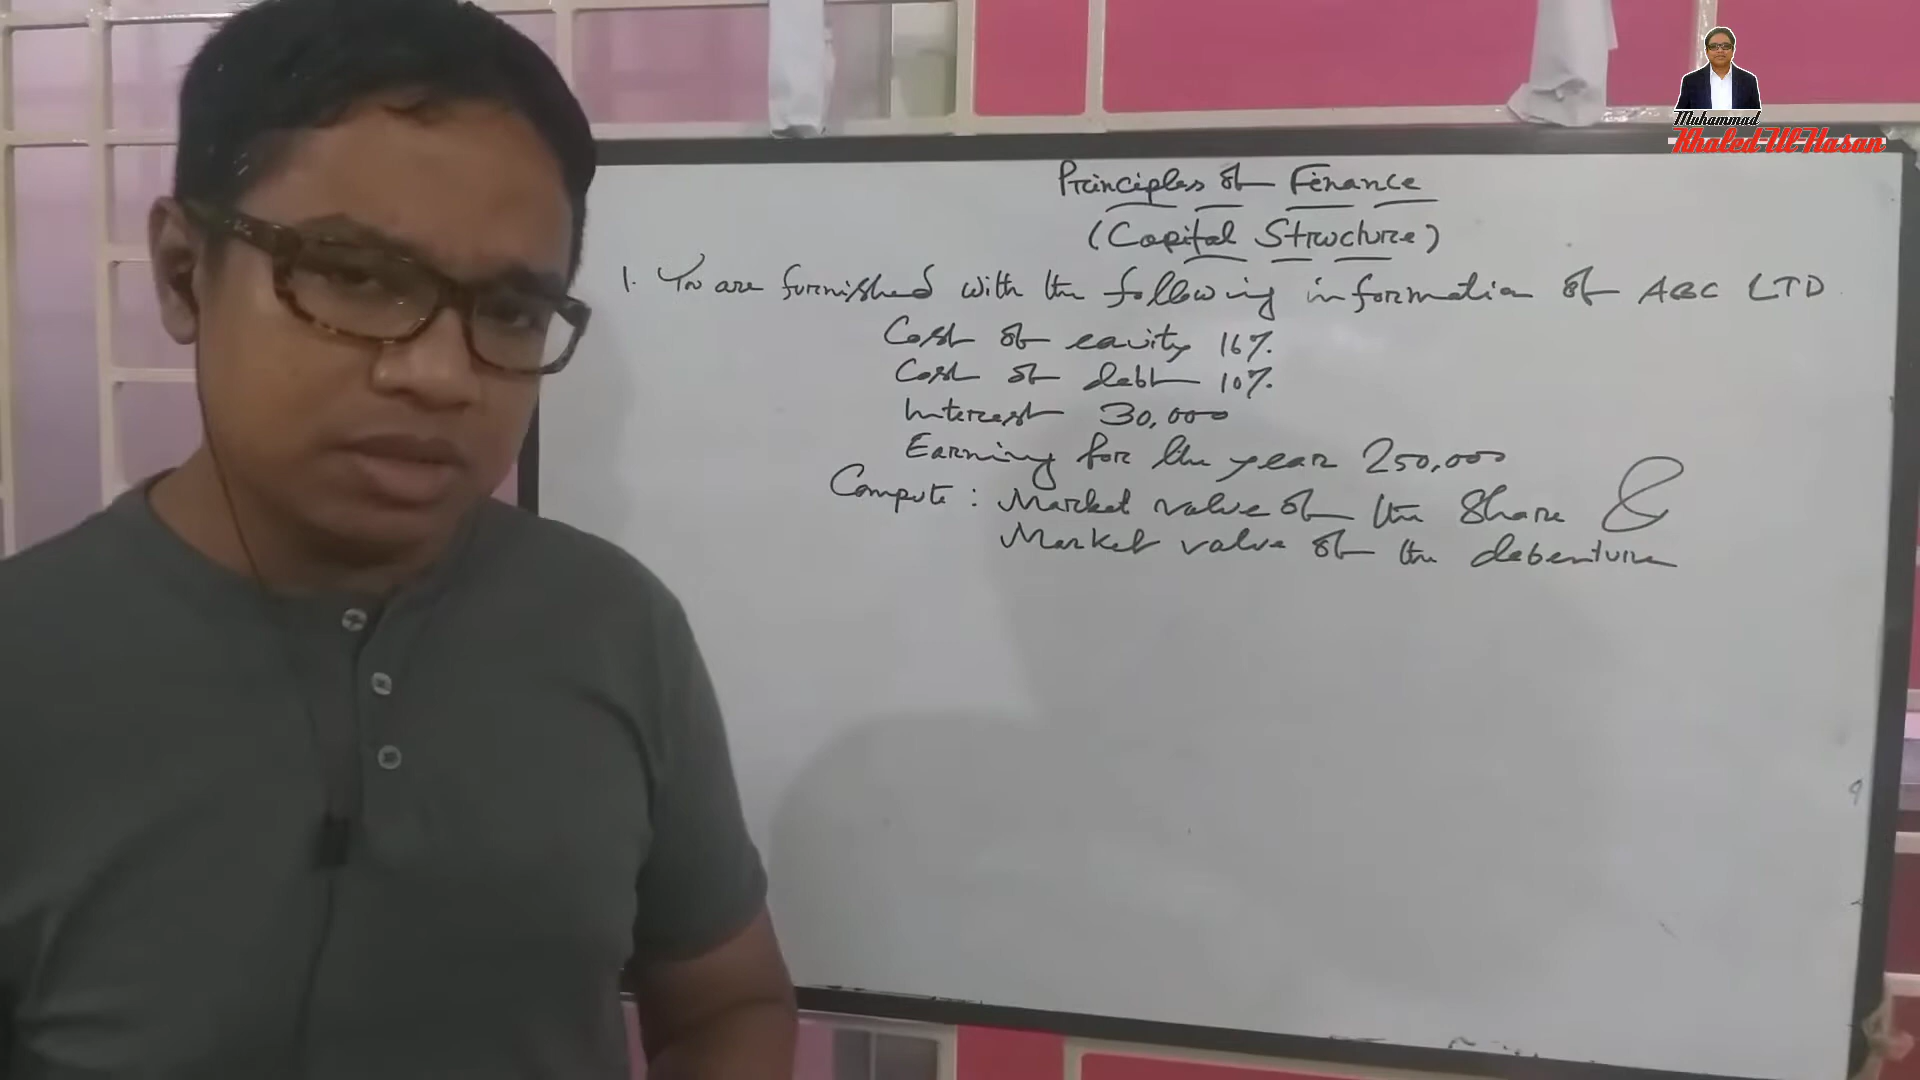 Muhammad
Khaled Ul Hasan
Principles of Finance
(Capital Structure)
1. You are furnished with the following information of ABC LTD
Cost of equity 16%
Cost of debt 10%
Interest 30,000
Earning for the year 250,000
Compute: Market value of the Share &
Market value of the debenture